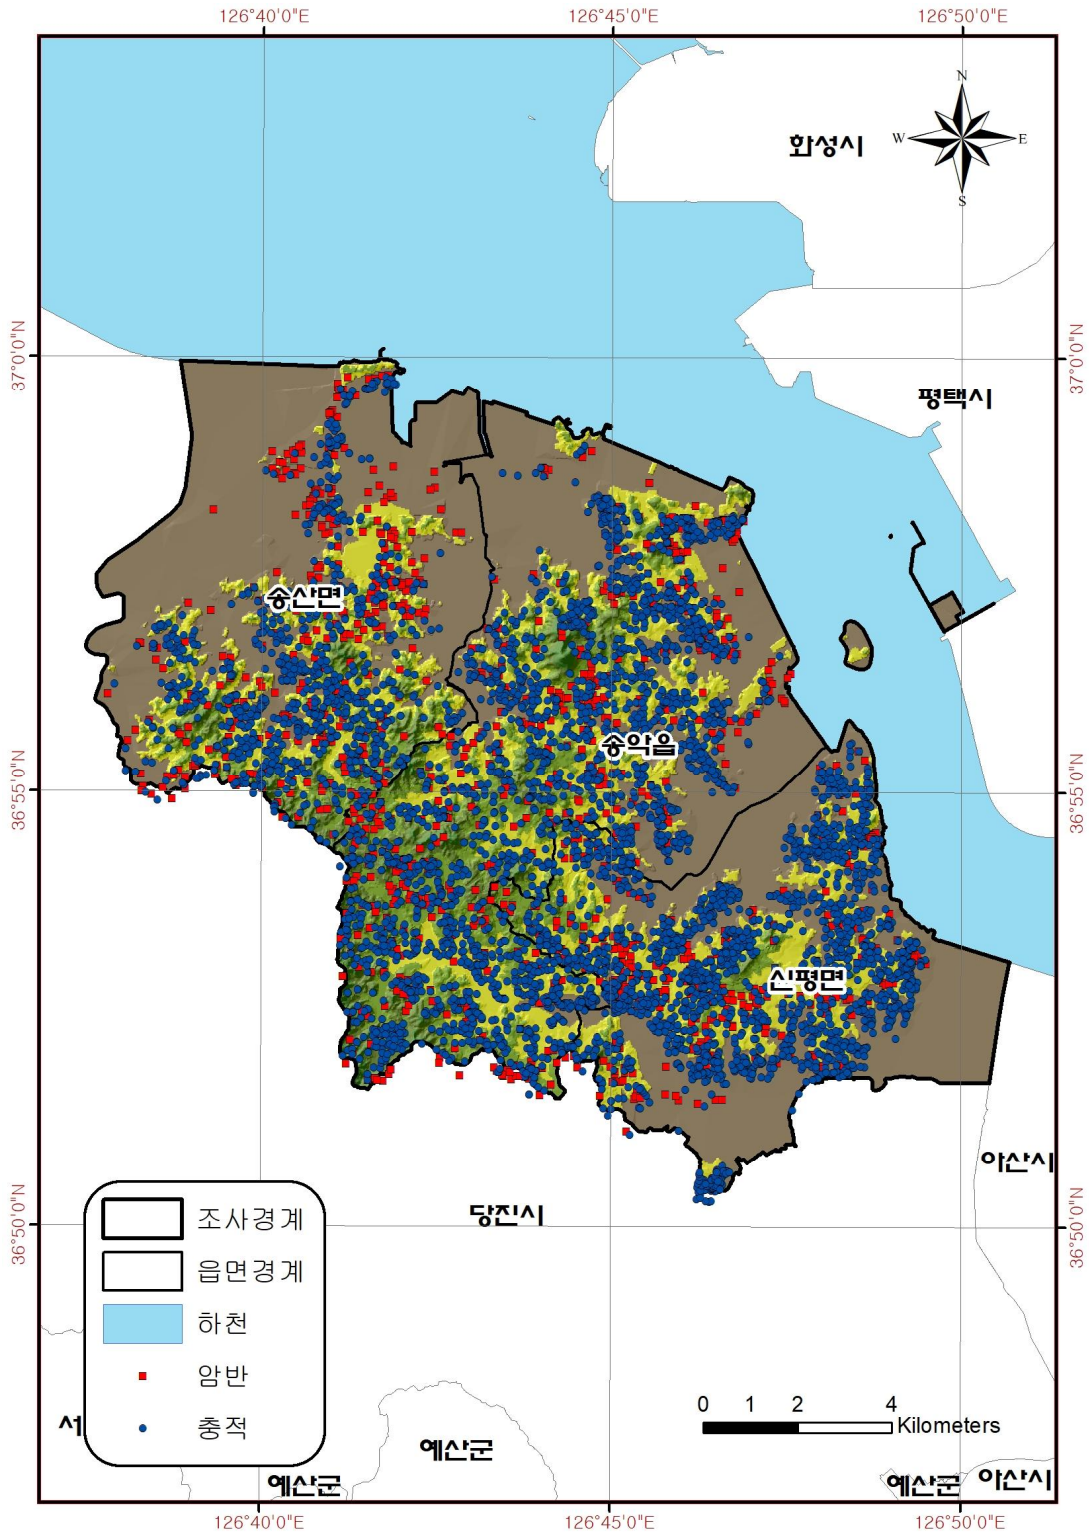 126°40'0"E
126°45'0"E
126°50'0"E
N
W
E
S
화성시
37°0'0"N
37°0'0"N
평택시
송산면
송악읍
36°55'0"N
36°55'0"N
신평면
아산시
당진시
36°50'0"N
36°50'0"N
조사경계
읍면경계
하천
암반
충적
서
0 1 2 4
Kilometers
예산군
예산군
예산군
아산시
126°40'0"E
126°45'0"E
126°50'0"E